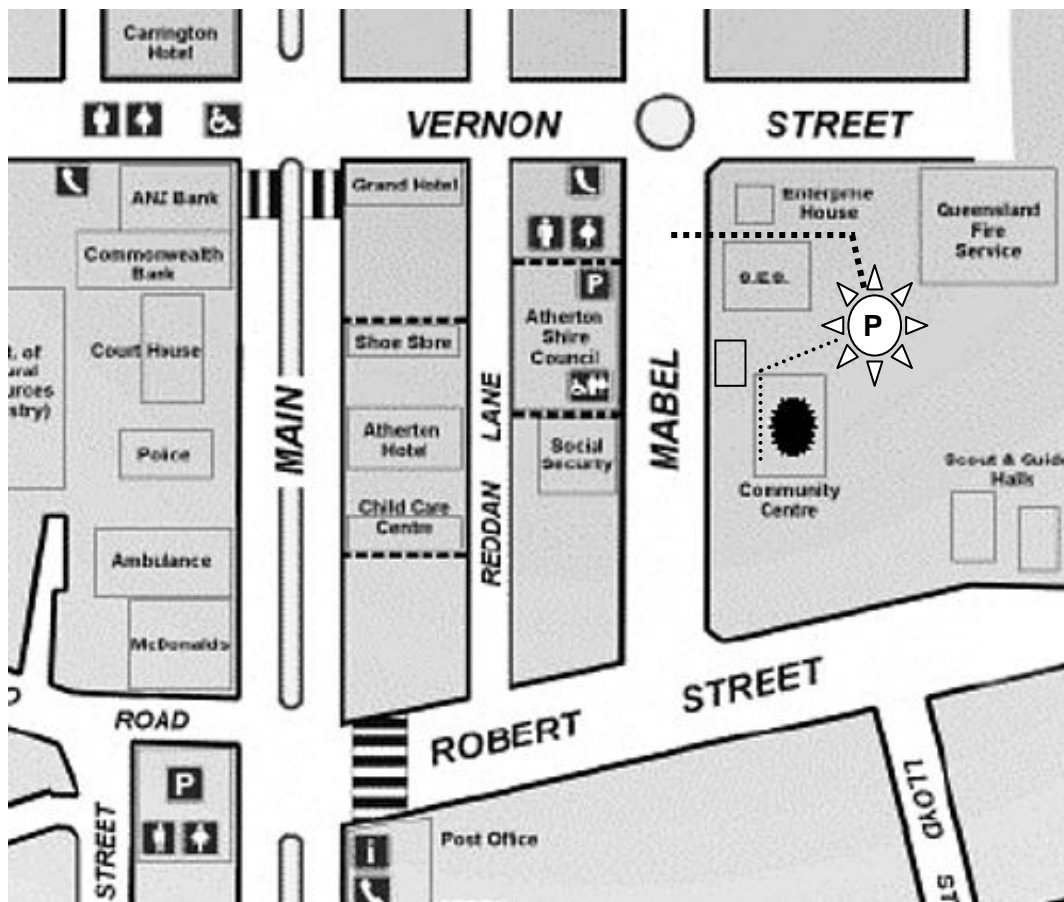 Carrington
Hotel
VERNON STREET
ANZ Bank
Commonwealth
Bank
Court House
Police
Ambulance
McDonalds
ROAD
P
STREET
MAIN
Grand Hotel
Shoe Store
Atherton
Hotel
Child Care
Centre
REDDAN LANE
P
Atherton
Shire
Council
Social
Security
MABEL
Enterprise
House
Queensland
Fire
Service
S.E.S.
P
Community
Centre
Scout & Guide
Halls
ROBERT STREET
LLOYD ST
i
Post Office